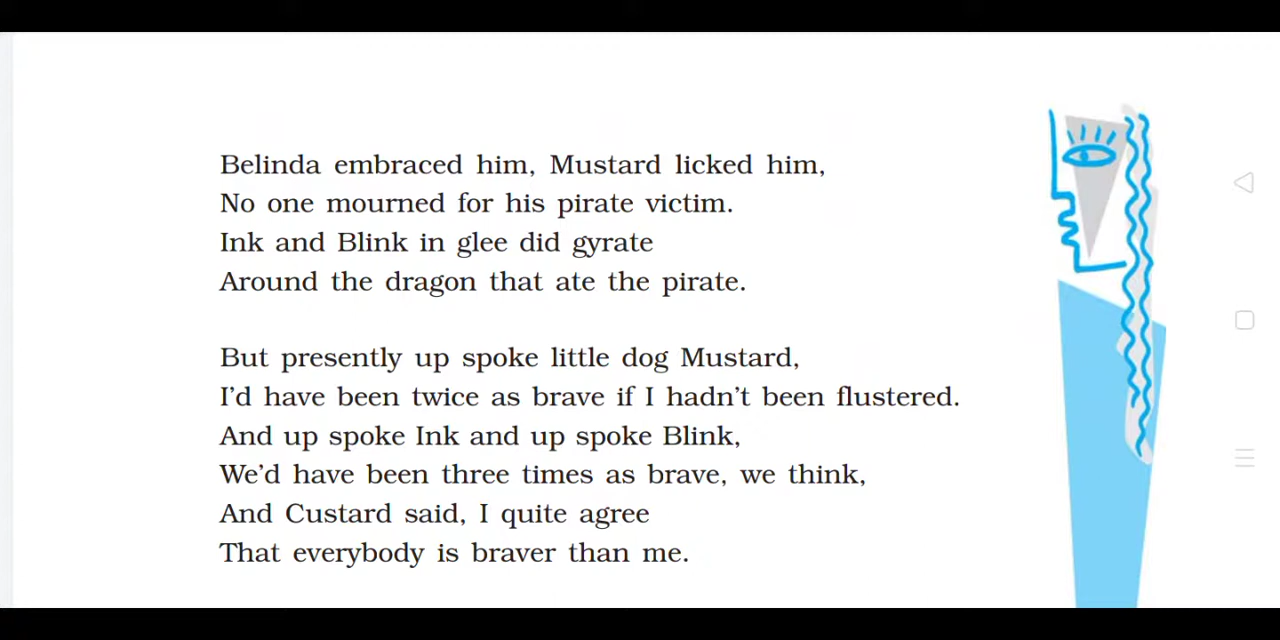 Belinda embraced him, Mustard licked him,
No one mourned for his pirate victim.
Ink and Blink in glee did gyrate
Around the dragon that ate the pirate.
But presently up spoke little dog Mustard,
I'd have been twice as brave if I hadn't been flustered.
And up spoke Ink and up spoke Blink,
We'd have been three times as brave, we think,
And Custard said, I quite agree
That everybody is braver than me.